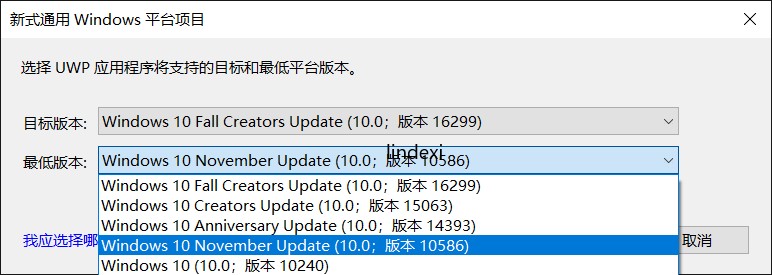 新式通用 Windows 平台项目
选择 UWP 应用程序将支持的目标和最低平台版本。
目标版本: Windows 10 Fall Creators Update (10.0；版本 16299)
最低版本: Windows 10 November Update (10.0；版本 10586)
lindexi
Windows 10 Fall Creators Update (10.0；版本 16299)
Windows 10 Creators Update (10.0；版本 15063)
Windows 10 Anniversary Update (10.0；版本 14393)
我应选择哪 Windows 10 November Update (10.0；版本 10586) 取消
Windows 10 (10.0；版本 10240)